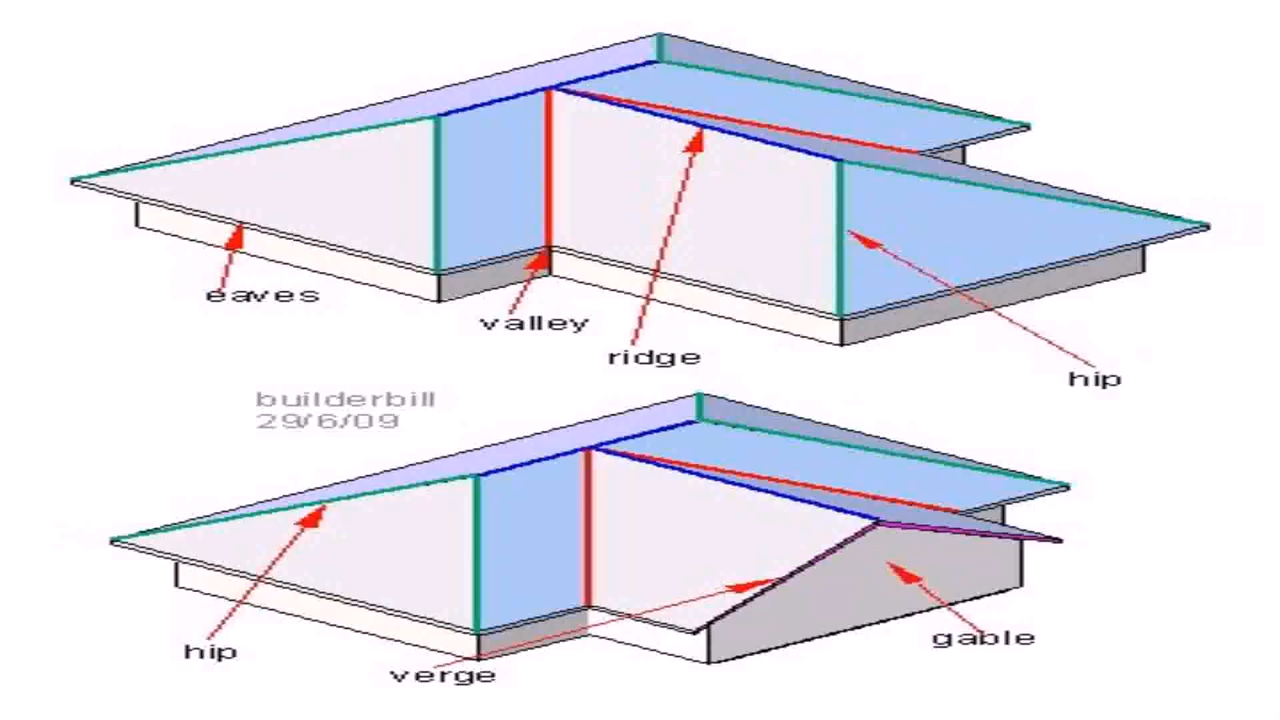 eaves
valley
ridge
hip
builderbill
29/6/09
hip
verge
gable